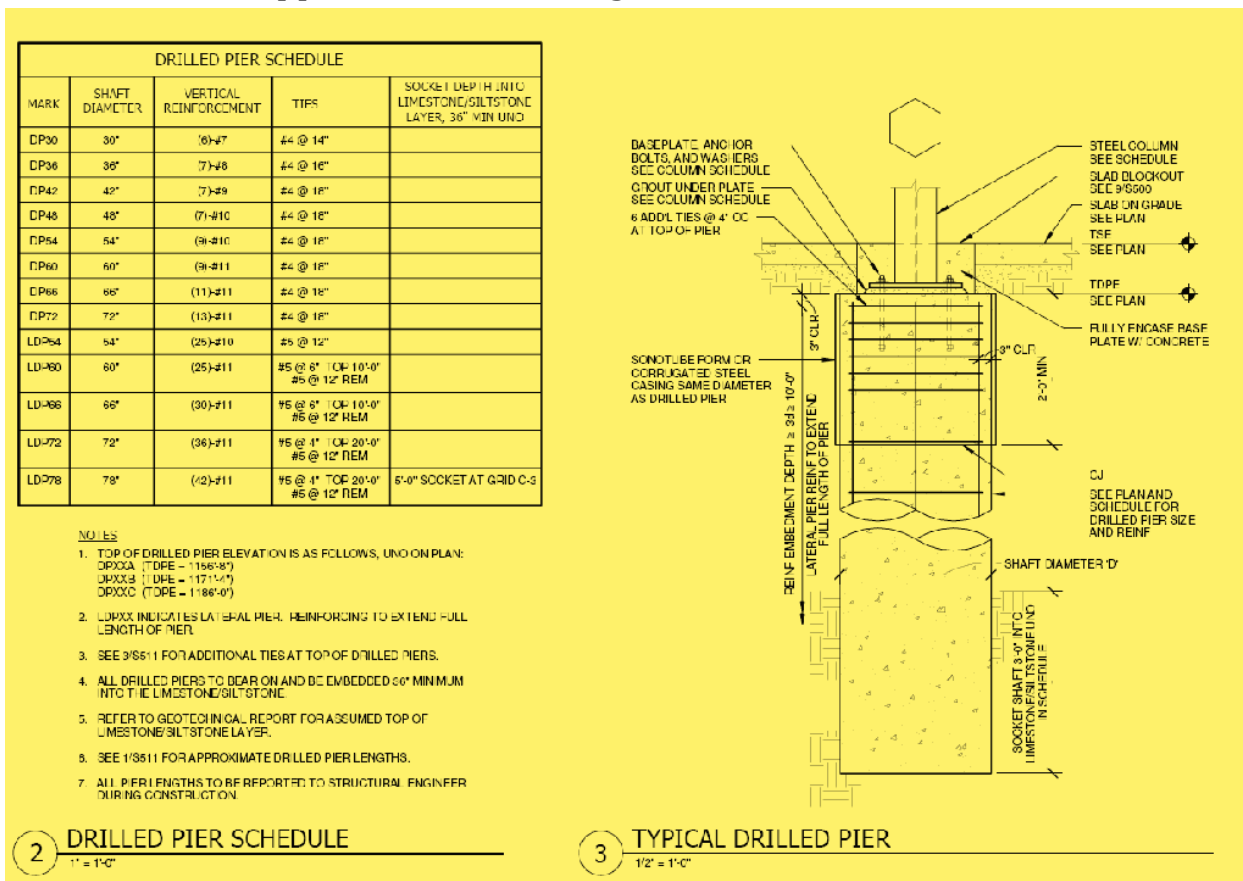 DRILLED PIER SCHEDULE
MARK SHAFT DIAMETER VERTICAL REINFORCEMENT TIES SOCKET DEPTH INTO LIMESTONE/SILTSTONE LAYER, 36" MIN UNO
DP30 30" (6)-#7 #4 @ 14"
DP36 36" (7)-#8 #4 @ 16"
DP42 42" (7)-#9 #4 @ 18"
DP48 48" (7)-#10 #4 @ 18"
DP54 54" (9)-#10 #4 @ 18"
DP60 60" (9)-#11 #4 @ 18"
DP66 66" (11)-#11 #4 @ 18"
DP72 72" (13)-#11 #4 @ 18"
LDP54 54" (25)-#10 #5 @ 12"
LDP60 60" (25)-#11 #5 @ 6" TOP 10'-0"
#5 @ 12" REM
LDP66 66" (30)-#11 #5 @ 6" TOP 10'-0"
#5 @ 12" REM
LDP72 72" (36)-#11 #5 @ 4" TOP 20'-0"
#5 @ 12" REM
LDP78 78" (42)-#11 #5 @ 4" TOP 20'-0" 5'-0" SOCKET AT GRID C-3
#5 @ 12" REM
NOTES
1. TOP OF DRILLED PIER ELEVATION IS AS FOLLOWS, UNO ON PLAN:
DPXXA (TDPE = 1156'-8")
DPXXB (TDPE = 1171'-4")
DPXXC (TDPE = 1186'-0")
2. LDPXX INDICATES LATERAL PIER. REINFORCING TO EXTEND FULL
LENGTH OF PIER.
3. SEE 3/S511 FOR ADDITIONAL TIES AT TOP OF DRILLED PIERS.
4. ALL DRILLED PIERS TO BEAR ON AND BE EMBEDDED 36" MINIMUM
INTO THE LIMESTONE/SILTSTONE.
5. REFER TO GEOTECHNICAL REPORT FOR ASSUMED TOP OF
LIMESTONE/SILTSTONE LAYER.
6. SEE 1/S511 FOR APPROXIMATE DRILLED PIER LENGTHS.
7. ALL PIER LENGTHS TO BE REPORTED TO STRUCTURAL ENGINEER
DURING CONSTRUCTION.
2 DRILLED PIER SCHEDULE
1" = 1'-0"
BASEPLATE, ANCHOR
BOLTS, AND WASHERS
SEE COLUMN SCHEDULE
GROUT UNDER PLATE
SEE COLUMN SCHEDULE
6 ADD'L TIES @ 4" OC
AT TOP OF PIER
SONOTUBE FORM OR
CORRUGATED STEEL
CASING SAME DIAMETER
AS DRILLED PIER
3" CLR
REINF EMBEDMENT DEPTH ≥ 3d ≥ 10'-0"
LATERAL PIER REINF TO EXTEND
FULL LENGTH OF PIER
STEEL COLUMN
SEE SCHEDULE
SLAB BLOCKOUT
SEE 9/S500
SLAB ON GRADE
SEE PLAN
TSE
SEE PLAN
TDPE
SEE PLAN
FULLY ENCASE BASE
PLATE W/ CONCRETE
3" CLR
2'-0" MIN
CJ
SEE PLAN AND
SCHEDULE FOR
DRILLED PIER SIZE
AND REINF
SHAFT DIAMETER 'D'
SOCKET SHAFT 3'-0" INTO
LIMESTONE/SILTSTONE UNO
IN SCHEDULE
3 TYPICAL DRILLED PIER
1/2" = 1'-0"